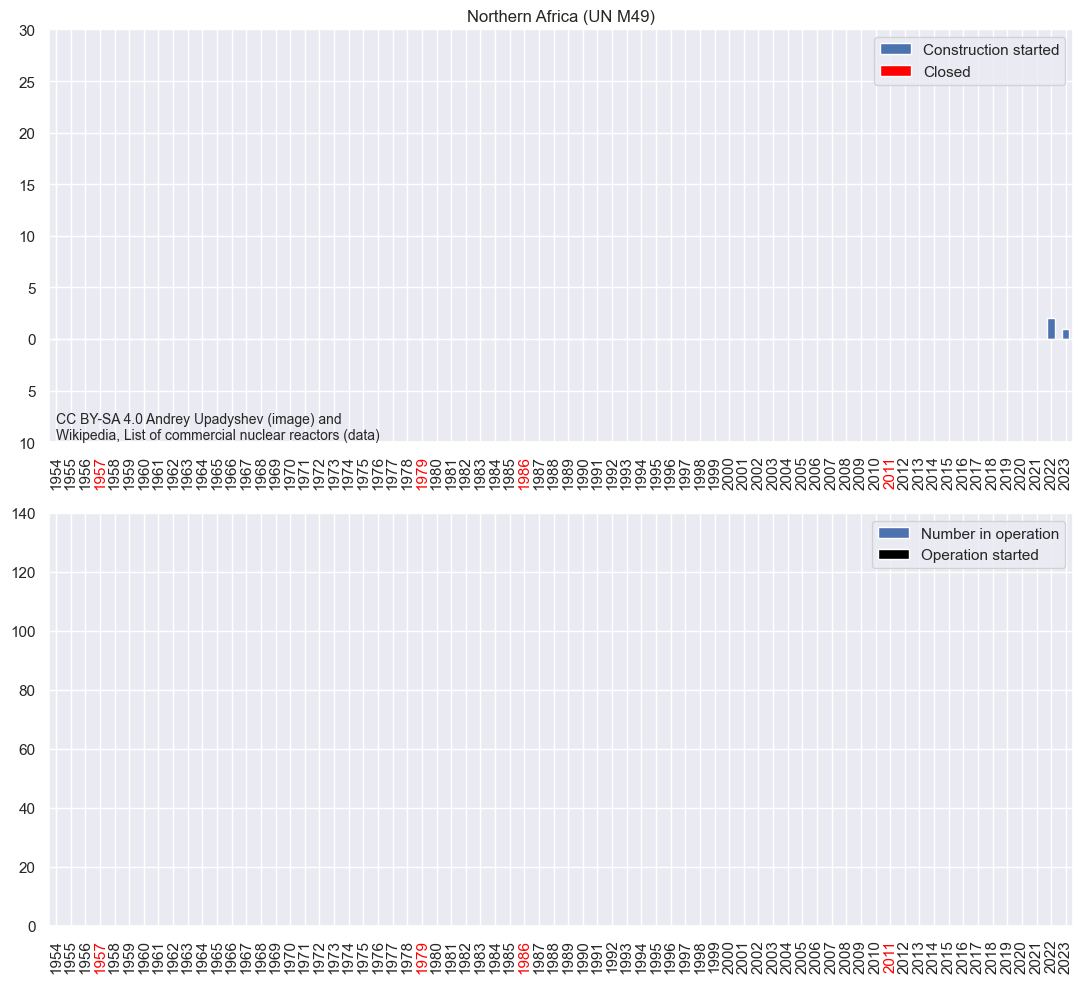 Northern Africa (UN M49)
30
25
20
15
10
5
0
5
10
Construction started
Closed
CC BY-SA 4.0 Andrey Upadyshev (image) and
Wikipedia, List of commercial nuclear reactors (data)
1954 1955 1956 1957 1958 1959 1960 1961 1962 1963 1964 1965 1966 1967 1968 1969 1970 1971 1972 1973 1974 1975 1976 1977 1978 1979 1980 1981 1982 1983 1984 1985 1986 1987 1988 1989 1990 1991 1992 1993 1994 1995 1996 1997 1998 1999 2000 2001 2002 2003 2004 2005 2006 2007 2008 2009 2010 2011 2012 2013 2014 2015 2016 2017 2018 2019 2020 2021 2022 2023
140
120
100
80
60
40
20
0
Number in operation
Operation started
1954 1955 1956 1957 1958 1959 1960 1961 1962 1963 1964 1965 1966 1967 1968 1969 1970 1971 1972 1973 1974 1975 1976 1977 1978 1979 1980 1981 1982 1983 1984 1985 1986 1987 1988 1989 1990 1991 1992 1993 1994 1995 1996 1997 1998 1999 2000 2001 2002 2003 2004 2005 2006 2007 2008 2009 2010 2011 2012 2013 2014 2015 2016 2017 2018 2019 2020 2021 2022 2023